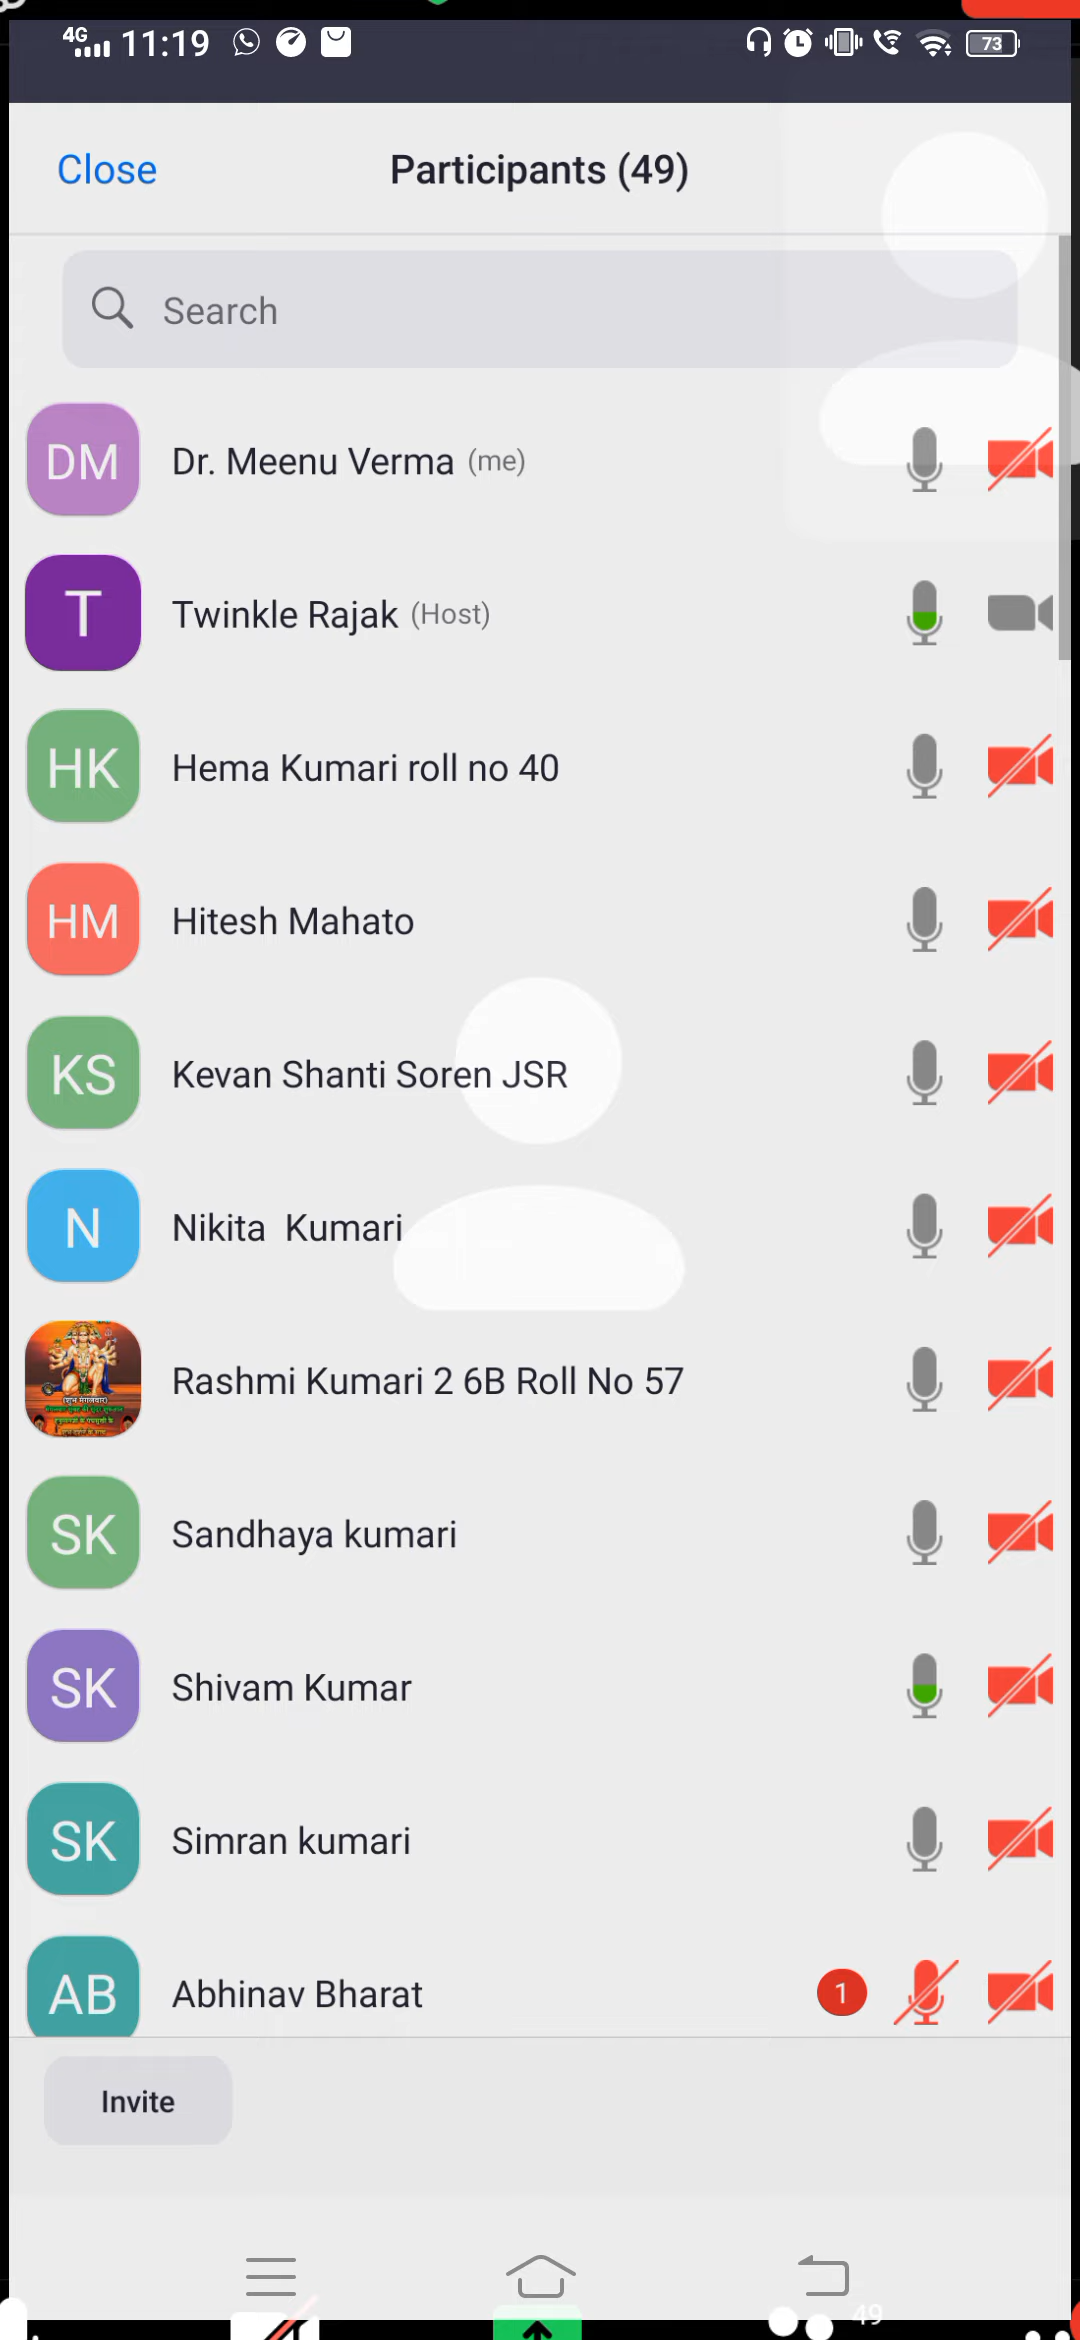 4G 11:19 73
Close Participants (49)
Search
DM Dr. Meenu Verma (me)
T Twinkle Rajak (Host)
HK Hema Kumari roll no 40
HM Hitesh Mahato
KS Kevan Shanti Soren JSR
N Nikita Kumari
(शुभ मंगलवार)
Rashmi Kumari 2 6B Roll No 57
SK Sandhaya kumari
SK Shivam Kumar
SK Simran kumari
AB Abhinav Bharat 1
Invite
49